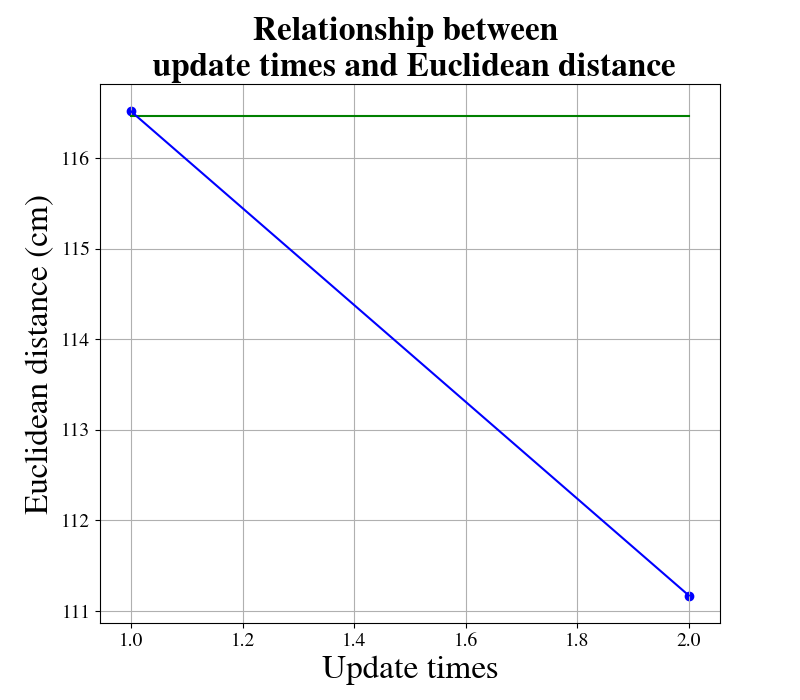 Relationship between
update times and Euclidean distance
Euclidean distance (cm)
116
115
114
113
112
111
1.0 1.2 1.4 1.6 1.8 2.0
Update times